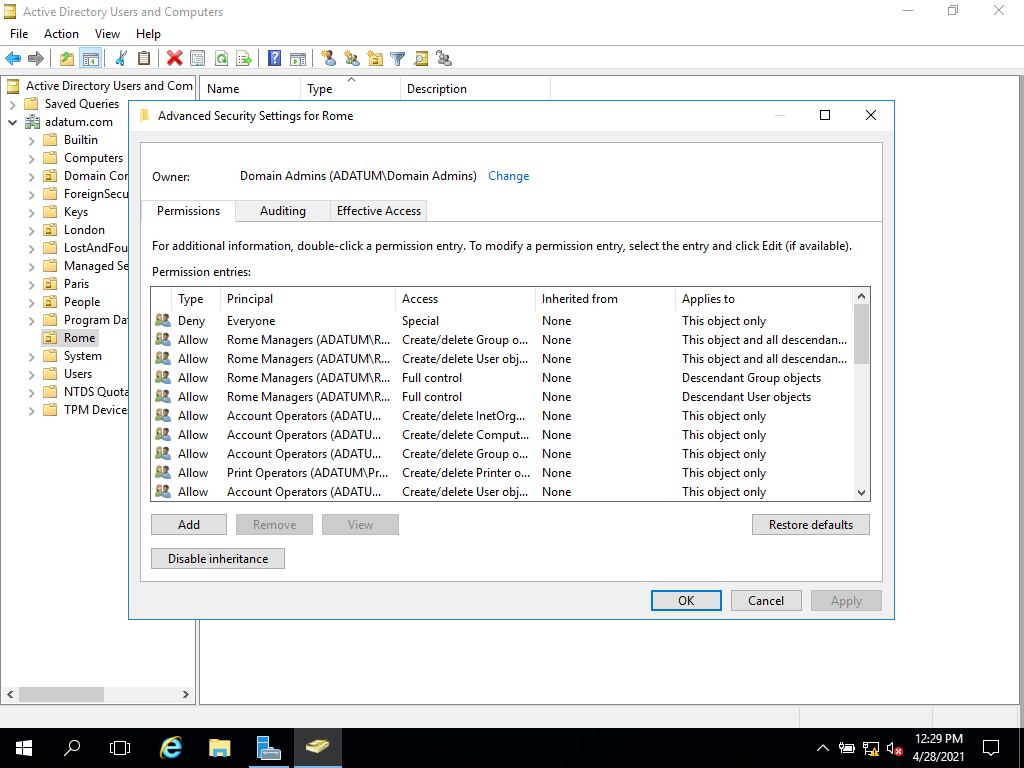 Active Directory Users and Computers
File Action View Help
Active Directory Users and Com
Saved Queries
adatum.com
Builtin
Computers
Domain Cor
ForeignSecu
Keys
London
LostAndFou
Managed Se
Paris
People
Program Dat
Rome
System
Users
NTDS Quota
TPM Device
Name Type Description
Advanced Security Settings for Rome
Owner: Domain Admins (ADATUM\Domain Admins) Change
Permissions Auditing Effective Access
For additional information, double-click a permission entry. To modify a permission entry, select the entry and click Edit (if available).
Permission entries:
Type Principal Access Inherited from Applies to
Deny Everyone Special None This object only
Allow Rome Managers (ADATUM\R... Create/delete Group o... None This object and all descendan...
Allow Rome Managers (ADATUM\R... Create/delete User obj... None This object and all descendan...
Allow Rome Managers (ADATUM\R... Full control None Descendant Group objects
Allow Rome Managers (ADATUM\R... Full control None Descendant User objects
Allow Account Operators (ADATU... Create/delete InetOrg... None This object only
Allow Account Operators (ADATU... Create/delete Comput... None This object only
Allow Account Operators (ADATU... Create/delete Group o... None This object only
Allow Print Operators (ADATUM\Pr... Create/delete Printer o... None This object only
Allow Account Operators (ADATU... Create/delete User obj... None This object only
Add Remove View Restore defaults
Disable inheritance
OK Cancel Apply
12:29 PM
4/28/2021